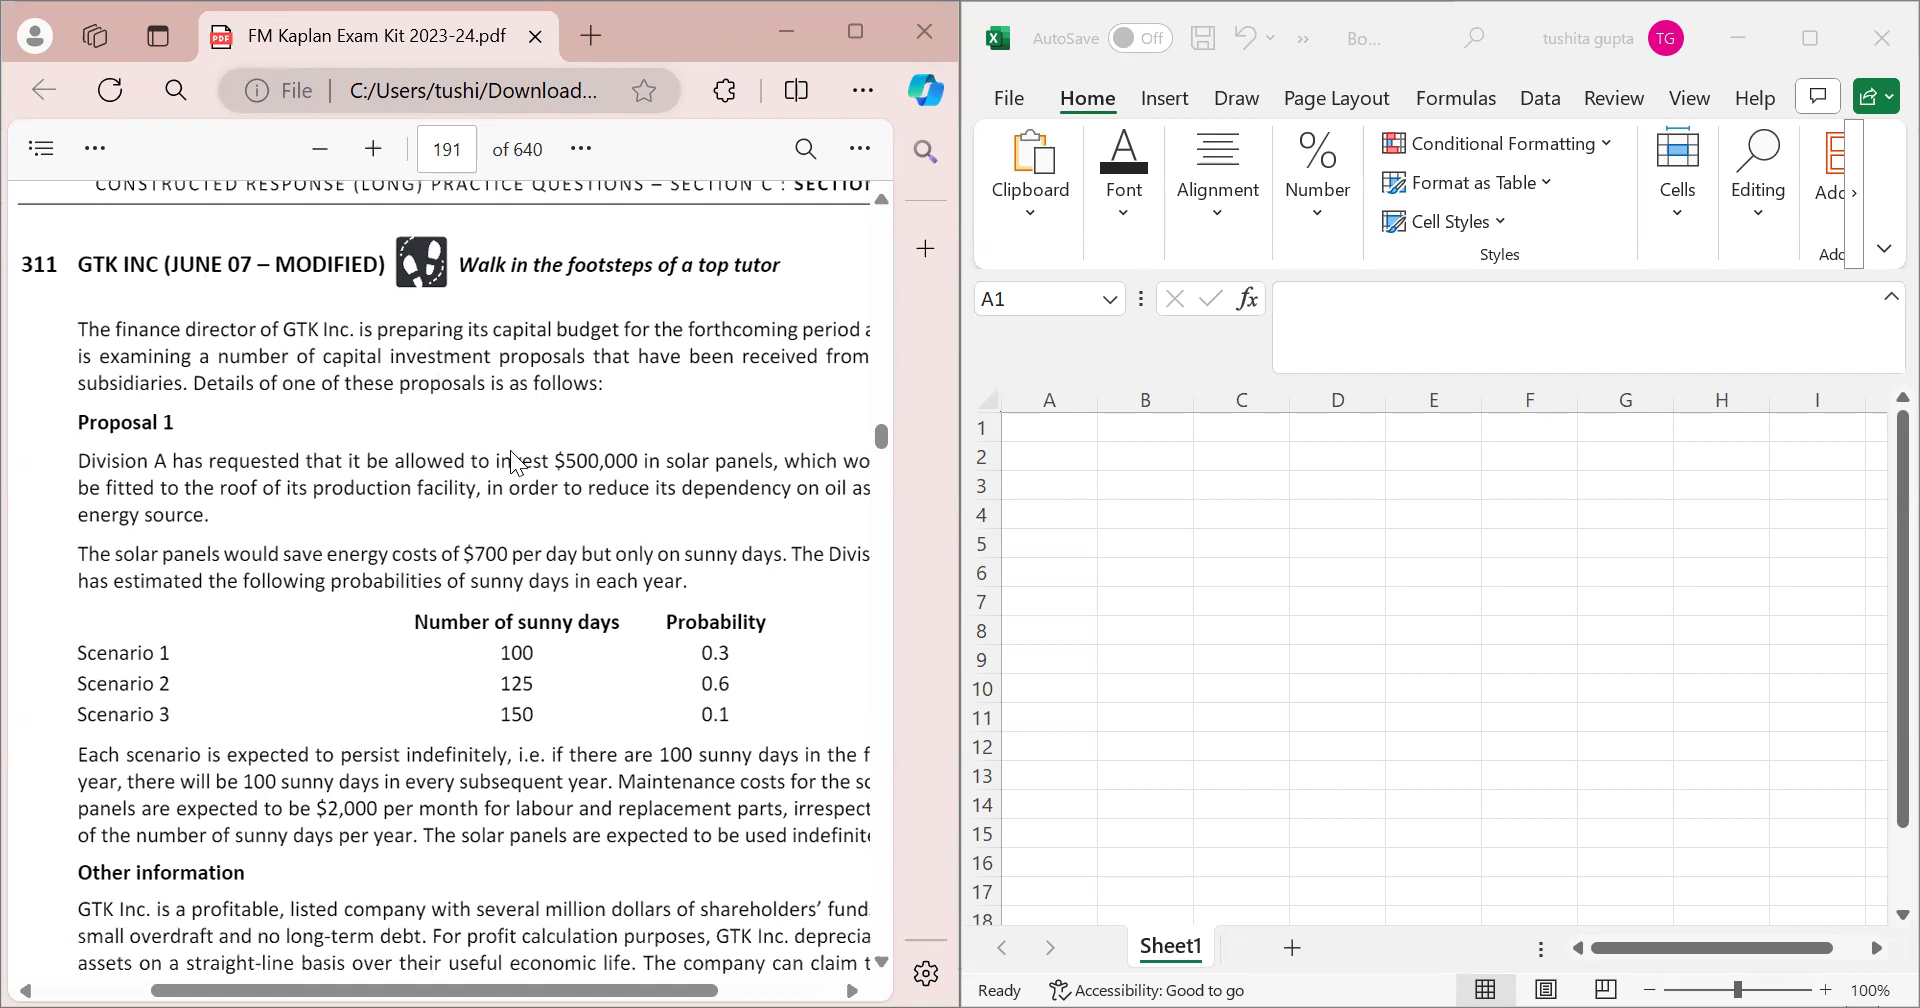 FM Kaplan Exam Kit 2023-24.pdf
File
C:/Users/tushi/Download...
191 of 640
CONSTRUCTED RESPONSE (LONG) PRACTICE QUESTIONS – SECTION C :
311 GTK INC (JUNE 07 – MODIFIED) Walk in the footsteps of a top tutor
The finance director of GTK Inc. is preparing its capital budget for the forthcoming period
is examining a number of capital investment proposals that have been received from
subsidiaries. Details of one of these proposals is as follows:
Proposal 1
Division A has requested that it be allowed to invest $500,000 in solar panels, which wo
be fitted to the roof of its production facility, in order to reduce its dependency on oil as
energy source.
The solar panels would save energy costs of $700 per day but only on sunny days. The Divis
has estimated the following probabilities of sunny days in each year.
Number of sunny days Probability
Scenario 1 100 0.3
Scenario 2 125 0.6
Scenario 3 150 0.1
Each scenario is expected to persist indefinitely, i.e. if there are 100 sunny days in the f
year, there will be 100 sunny days in every subsequent year. Maintenance costs for the
panels are expected to be $2,000 per month for labour and replacement parts, irrespect
of the number of sunny days per year. The solar panels are expected to be used indefinite
Other information
GTK Inc. is a profitable, listed company with several million dollars of shareholders' fund
small overdraft and no long-term debt. For profit calculation purposes, GTK Inc. deprecia
assets on a straight-line basis over their useful economic life. The company can claim t
AutoSave Off
Bo...
tushita gupta TG
File Home Insert Draw Page Layout Formulas Data Review View Help
Clipboard
Font
Alignment
Number
Conditional Formatting
Format as Table
Cell Styles
Styles
Cells
Editing
A1
fx
A B C D E F G H I
1
2
3
4
5
6
7
8
9
10
11
12
13
14
15
16
17
18
Sheet1
Ready Accessibility: Good to go 100%